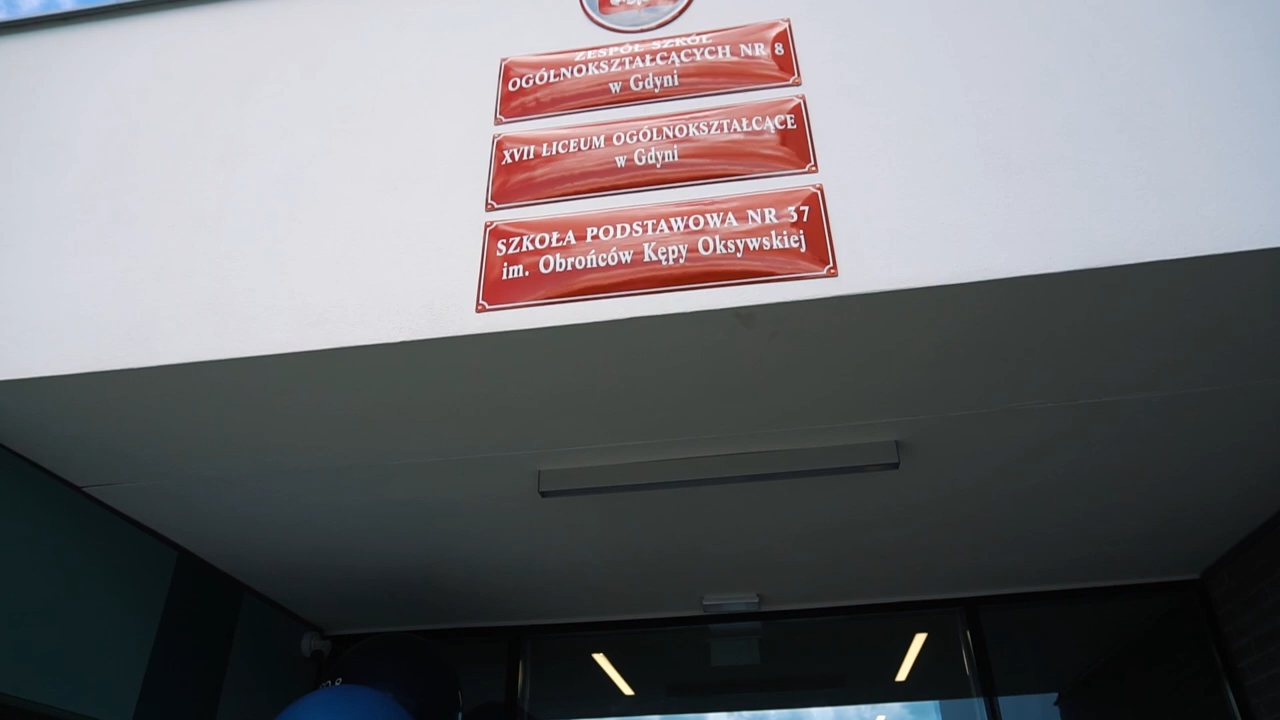 ZESPÓŁ SZKÓŁ
OGÓLNOKSZTAŁCĄCYCH NR 8
w Gdyni
XVII LICEUM OGÓLNOKSZTAŁCĄCE
w Gdyni
SZKOŁA PODSTAWOWA NR 37
im. Obrońców Kępy Oksywskiej